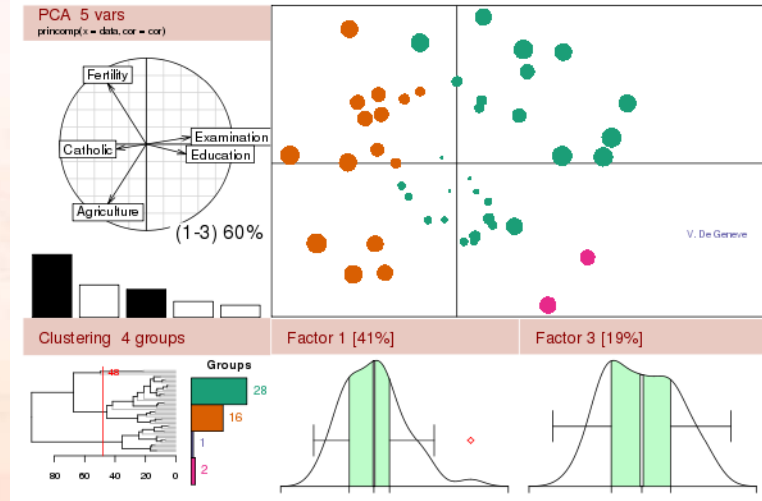 PCA 5 vars
princomp(x = data, cor = cor)
Fertility
Examination
Catholic
Education
Agriculture
(1-3) 60%
V. De Geneve
Clustering 4 groups
Factor 1 [41%]
Factor 3 [19%]
Groups
48
28
16
1
2
80 60 40 20 0